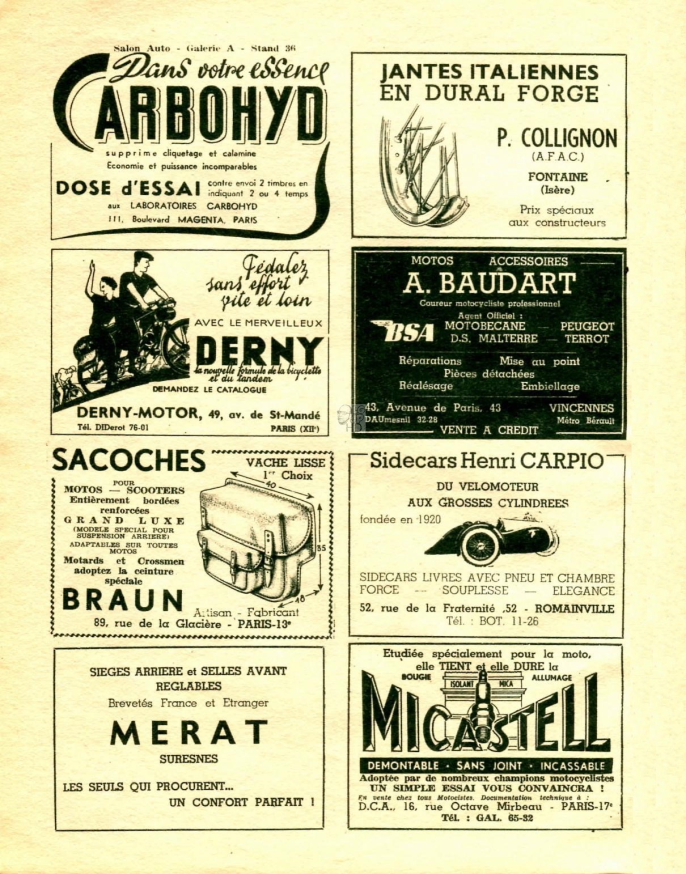 Salon Auto - Galerie A - Stand 36
Dans votre essence
CARBOHYD
supprime cliquetage et calamine
Economie et puissance incomparables
DOSE d'ESSAI contre envoi 2 timbres en
indiquant 2 ou 4 temps
aux LABORATOIRES CARBOHYD
111, Boulevard MAGENTA, PARIS
JANTES ITALIENNES
EN DURAL FORGE
P. COLLIGNON
(A.F.A.C.)
FONTAINE
(Isère)
Prix spéciaux
aux constructeurs
Pédalez
sans effort
vite et loin
AVEC LE MERVEILLEUX
DERNY
la nouvelle formule de la bicyclette
et du tandem
DEMANDEZ LE CATALOGUE
DERNY-MOTOR, 49, av. de St-Mandé
Tél. DIDerot 76-01 PARIS (XIIe)
MOTOS ACCESSOIRES
A. BAUDART
Coureur motocycliste professionnel
Agent Officiel :
BSA MOTOBECANE — PEUGEOT
D.S. MALTERRE — TERROT
Réparations Mise au point
Pièces détachées
Réalésage Embiellage
43, Avenue de Paris, 43 VINCENNES
DAUmesnil 32-28 Métro Bérault
VENTE A CREDIT
SACOCHES VACHE LISSE
1er Choix
POUR
MOTOS — SCOOTERS
Entièrement bordées
renforcées
GRAND LUXE
(MODELE SPECIAL POUR
SUSPENSION ARRIERE)
ADAPTABLES SUR TOUTES
MOTOS
Motards et Crossmen
adoptez la ceinture
spéciale
40
35
18
BRAUN Artisan - Fabricant
89, rue de la Glacière - PARIS-13e
Sidecars Henri CARPIO
DU VELOMOTEUR
AUX GROSSES CYLINDREES
fondée en 1920
SIDECARS LIVRES AVEC PNEU ET CHAMBRE
FORCE -- SOUPLESSE — ELEGANCE
52, rue de la Fraternité ,52 - ROMAINVILLE
Tél. : BOT. 11-26
SIEGES ARRIERE et SELLES AVANT
REGLABLES
Brevetés France et Etranger
MERAT
SURESNES
LES SEULS QUI PROCURENT...
UN CONFORT PARFAIT !
Etudiée spécialement pour la moto,
elle TIENT et elle DURE la
BOUGIE ISOLANT MICA ALLUMAGE
MICASTELL
DEMONTABLE · SANS JOINT · INCASSABLE
Adoptée par de nombreux champions motocyclistes
UN SIMPLE ESSAI VOUS CONVAINCRA !
En vente chez tous Motocistes. Documentation technique à :
D.C.A., 16, rue Octave Mirbeau - PARIS-17e
Tél. : GAL. 65-32